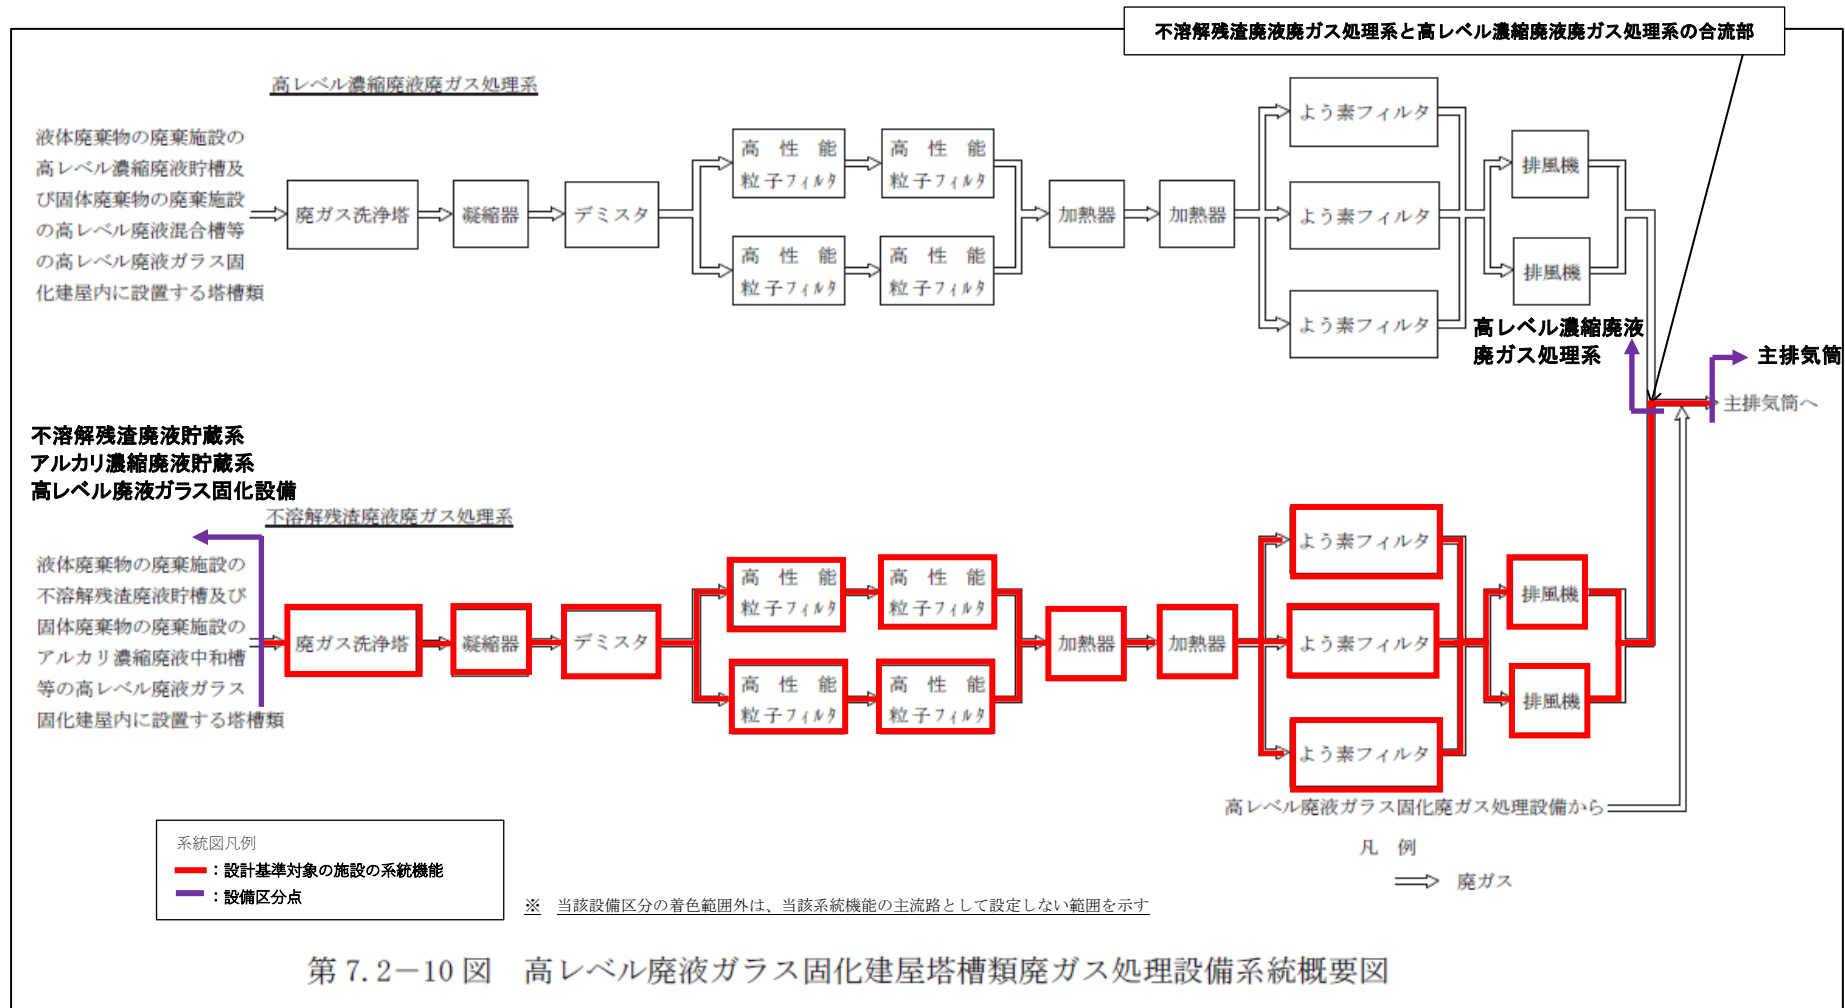 不溶解残渣廃液廃ガス処理系と高レベル濃縮廃液廃ガス処理系の合流部
高レベル濃縮廃液廃ガス処理系
液体廃棄物の廃棄施設の
高レベル濃縮廃液貯槽及
び固体廃棄物の廃棄施設
の高レベル廃液混合槽等
の高レベル廃液ガラス固
化建屋内に設置する塔槽類
廃ガス洗浄塔
凝縮器
デミスタ
高性能
粒子フィルタ
高性能
粒子フィルタ
高性能
粒子フィルタ
高性能
粒子フィルタ
加熱器
加熱器
よう素フィルタ
よう素フィルタ
よう素フィルタ
排風機
排風機
高レベル濃縮廃液
廃ガス処理系
主排気筒
主排気筒へ
不溶解残渣廃液貯蔵系
アルカリ濃縮廃液貯蔵系
高レベル廃液ガラス固化設備
不溶解残渣廃液廃ガス処理系
液体廃棄物の廃棄施設の
不溶解残渣廃液貯槽及び
固体廃棄物の廃棄施設の
アルカリ濃縮廃液中和槽
等の高レベル廃液ガラス
固化建屋内に設置する塔槽類
廃ガス洗浄塔
凝縮器
デミスタ
高性能
粒子フィルタ
高性能
粒子フィルタ
高性能
粒子フィルタ
高性能
粒子フィルタ
加熱器
加熱器
よう素フィルタ
よう素フィルタ
よう素フィルタ
排風機
排風機
高レベル廃液ガラス固化廃ガス処理設備から
凡 例
廃ガス
系統図凡例
:設計基準対象の施設の系統機能
:設備区分点
※ 当該設備区分の着色範囲外は、当該系統機能の主流路として設定しない範囲を示す
第7.2-10図 高レベル廃液ガラス固化建屋塔槽類廃ガス処理設備系統概要図